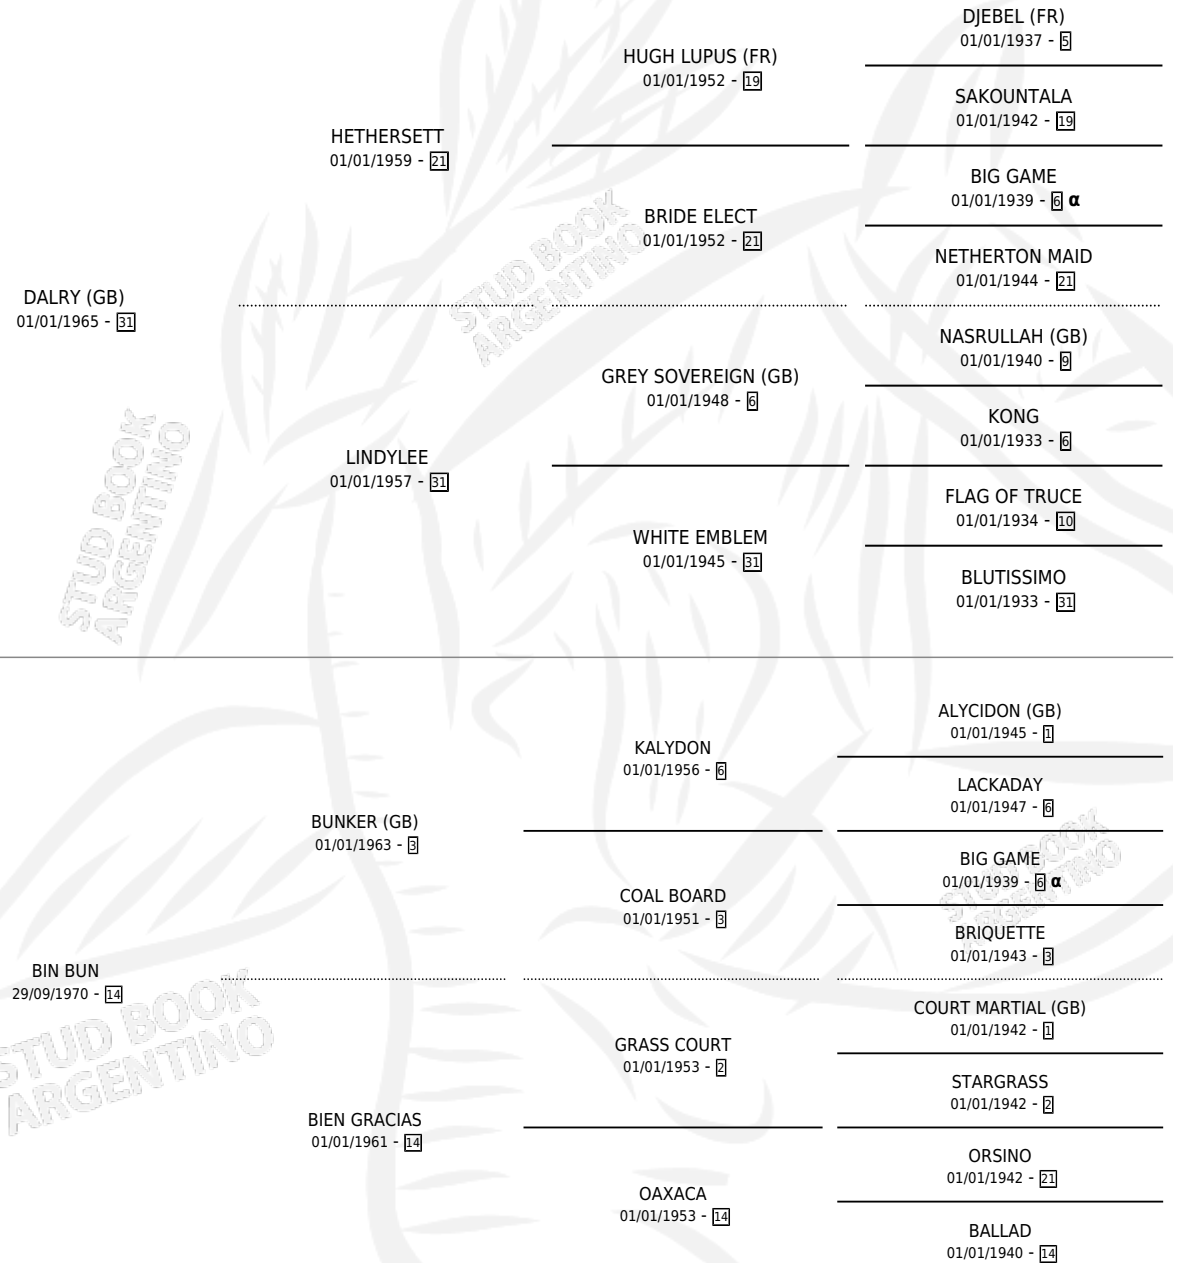 DJEBEL (FR)
01/01/1937 - 5
HUGH LUPUS (FR)
01/01/1952 - 19
SAKOUNTALA
01/01/1942 - 19
HETHERSETT
01/01/1959 - 21
BIG GAME
01/01/1939 - 6 α
BRIDE ELECT
01/01/1952 - 21
NETHERTON MAID
01/01/1944 - 21
DALRY (GB)
01/01/1965 - 31
NASRULLAH (GB)
01/01/1940 - 9
GREY SOVEREIGN (GB)
01/01/1948 - 6
KONG
01/01/1933 - 6
LINDYLEE
01/01/1957 - 31
FLAG OF TRUCE
01/01/1934 - 10
WHITE EMBLEM
01/01/1945 - 31
BLUTISSIMO
01/01/1933 - 31
ALYCIDON (GB)
01/01/1945 - 1
KALYDON
01/01/1956 - 6
LACKADAY
01/01/1947 - 6
BUNKER (GB)
01/01/1963 - 3
BIG GAME
01/01/1939 - 6 α
COAL BOARD
01/01/1951 - 3
BRIQUETTE
01/01/1943 - 3
BIN BUN
29/09/1970 - 14
COURT MARTIAL (GB)
01/01/1942 - 1
GRASS COURT
01/01/1953 - 2
STARGRASS
01/01/1942 - 2
BIEN GRACIAS
01/01/1961 - 14
ORSINO
01/01/1942 - 21
OAXACA
01/01/1953 - 14
BALLAD
01/01/1940 - 14
STUD BOOK
ARGENTINO
STUD BOOK
ARGENTINO
STUD BOOK
ARGENTINO
STUD BOOK
ARGENTINO